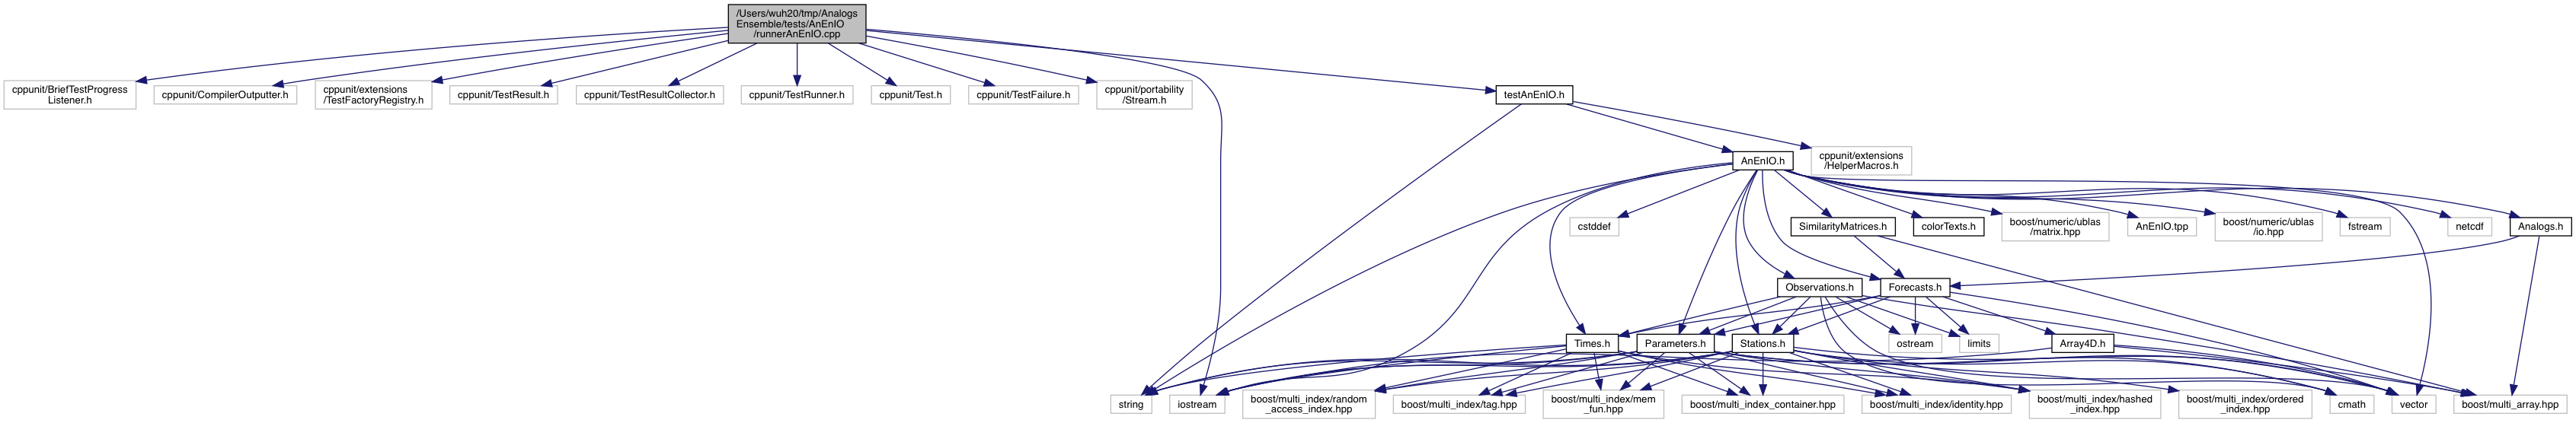 /Users/wuh20/tmp/Analogs
Ensemble/tests/AnEnIO
/runnerAnEnIO.cpp
cppunit/BriefTestProgress
Listener.h
cppunit/CompilerOutputter.h
cppunit/extensions
/TestFactoryRegistry.h
cppunit/TestResult.h
cppunit/TestResultCollector.h
cppunit/TestRunner.h
cppunit/Test.h
cppunit/TestFailure.h
cppunit/portability
/Stream.h
testAnEnIO.h
AnEnIO.h
cppunit/extensions
/HelperMacros.h
cstddef
SimilarityMatrices.h
colorTexts.h
boost/numeric/ublas
/matrix.hpp
AnEnIO.tpp
boost/numeric/ublas
/io.hpp
fstream
netcdf
Analogs.h
Observations.h
Forecasts.h
Times.h
Parameters.h
Stations.h
ostream
limits
Array4D.h
string
iostream
boost/multi_index/random
_access_index.hpp
boost/multi_index/tag.hpp
boost/multi_index/mem
_fun.hpp
boost/multi_index_container.hpp
boost/multi_index/identity.hpp
boost/multi_index/hashed
_index.hpp
boost/multi_index/ordered
_index.hpp
cmath
vector
boost/multi_array.hpp